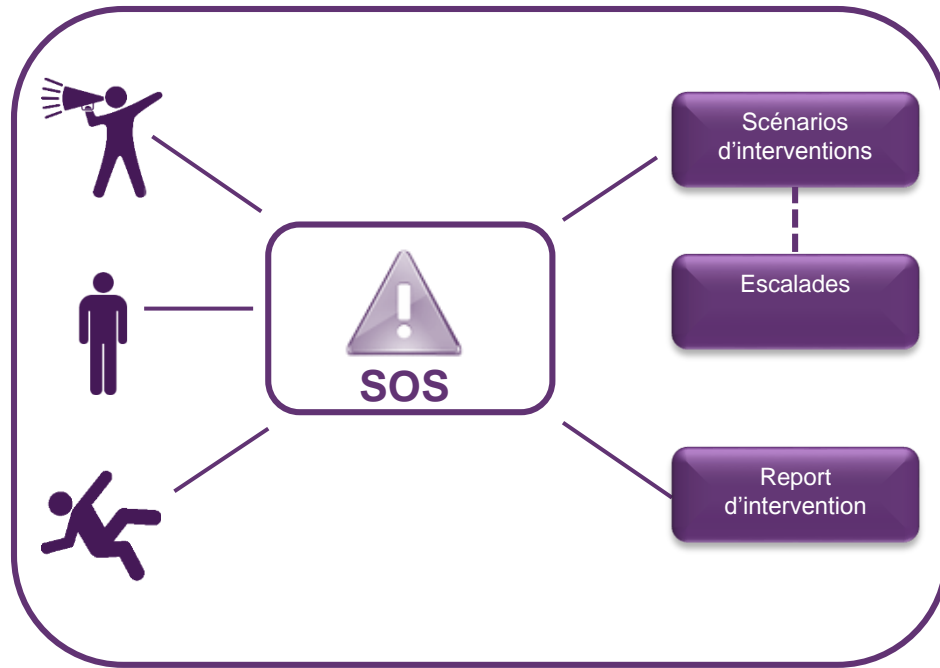 Scénarios
d'interventions
Escalades
SOS
Report
d'intervention